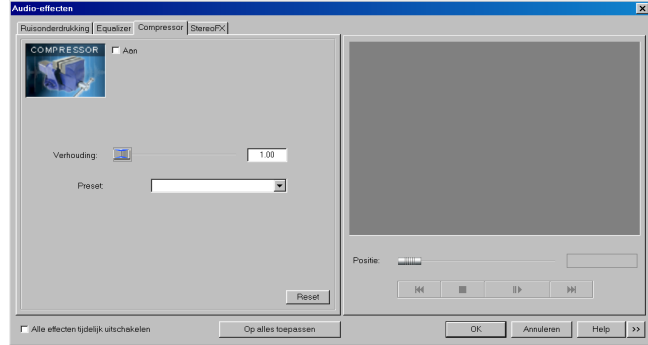 Audio-effecten
Ruisonderdrukking Equalizer Compressor StereoFX
COMPRESSOR
Aan
Verhouding: 1.00
Preset:
Reset
Positie:
Alle effecten tijdelijk uitschakelen
Op alles toepassen
OK Annuleren Help >>